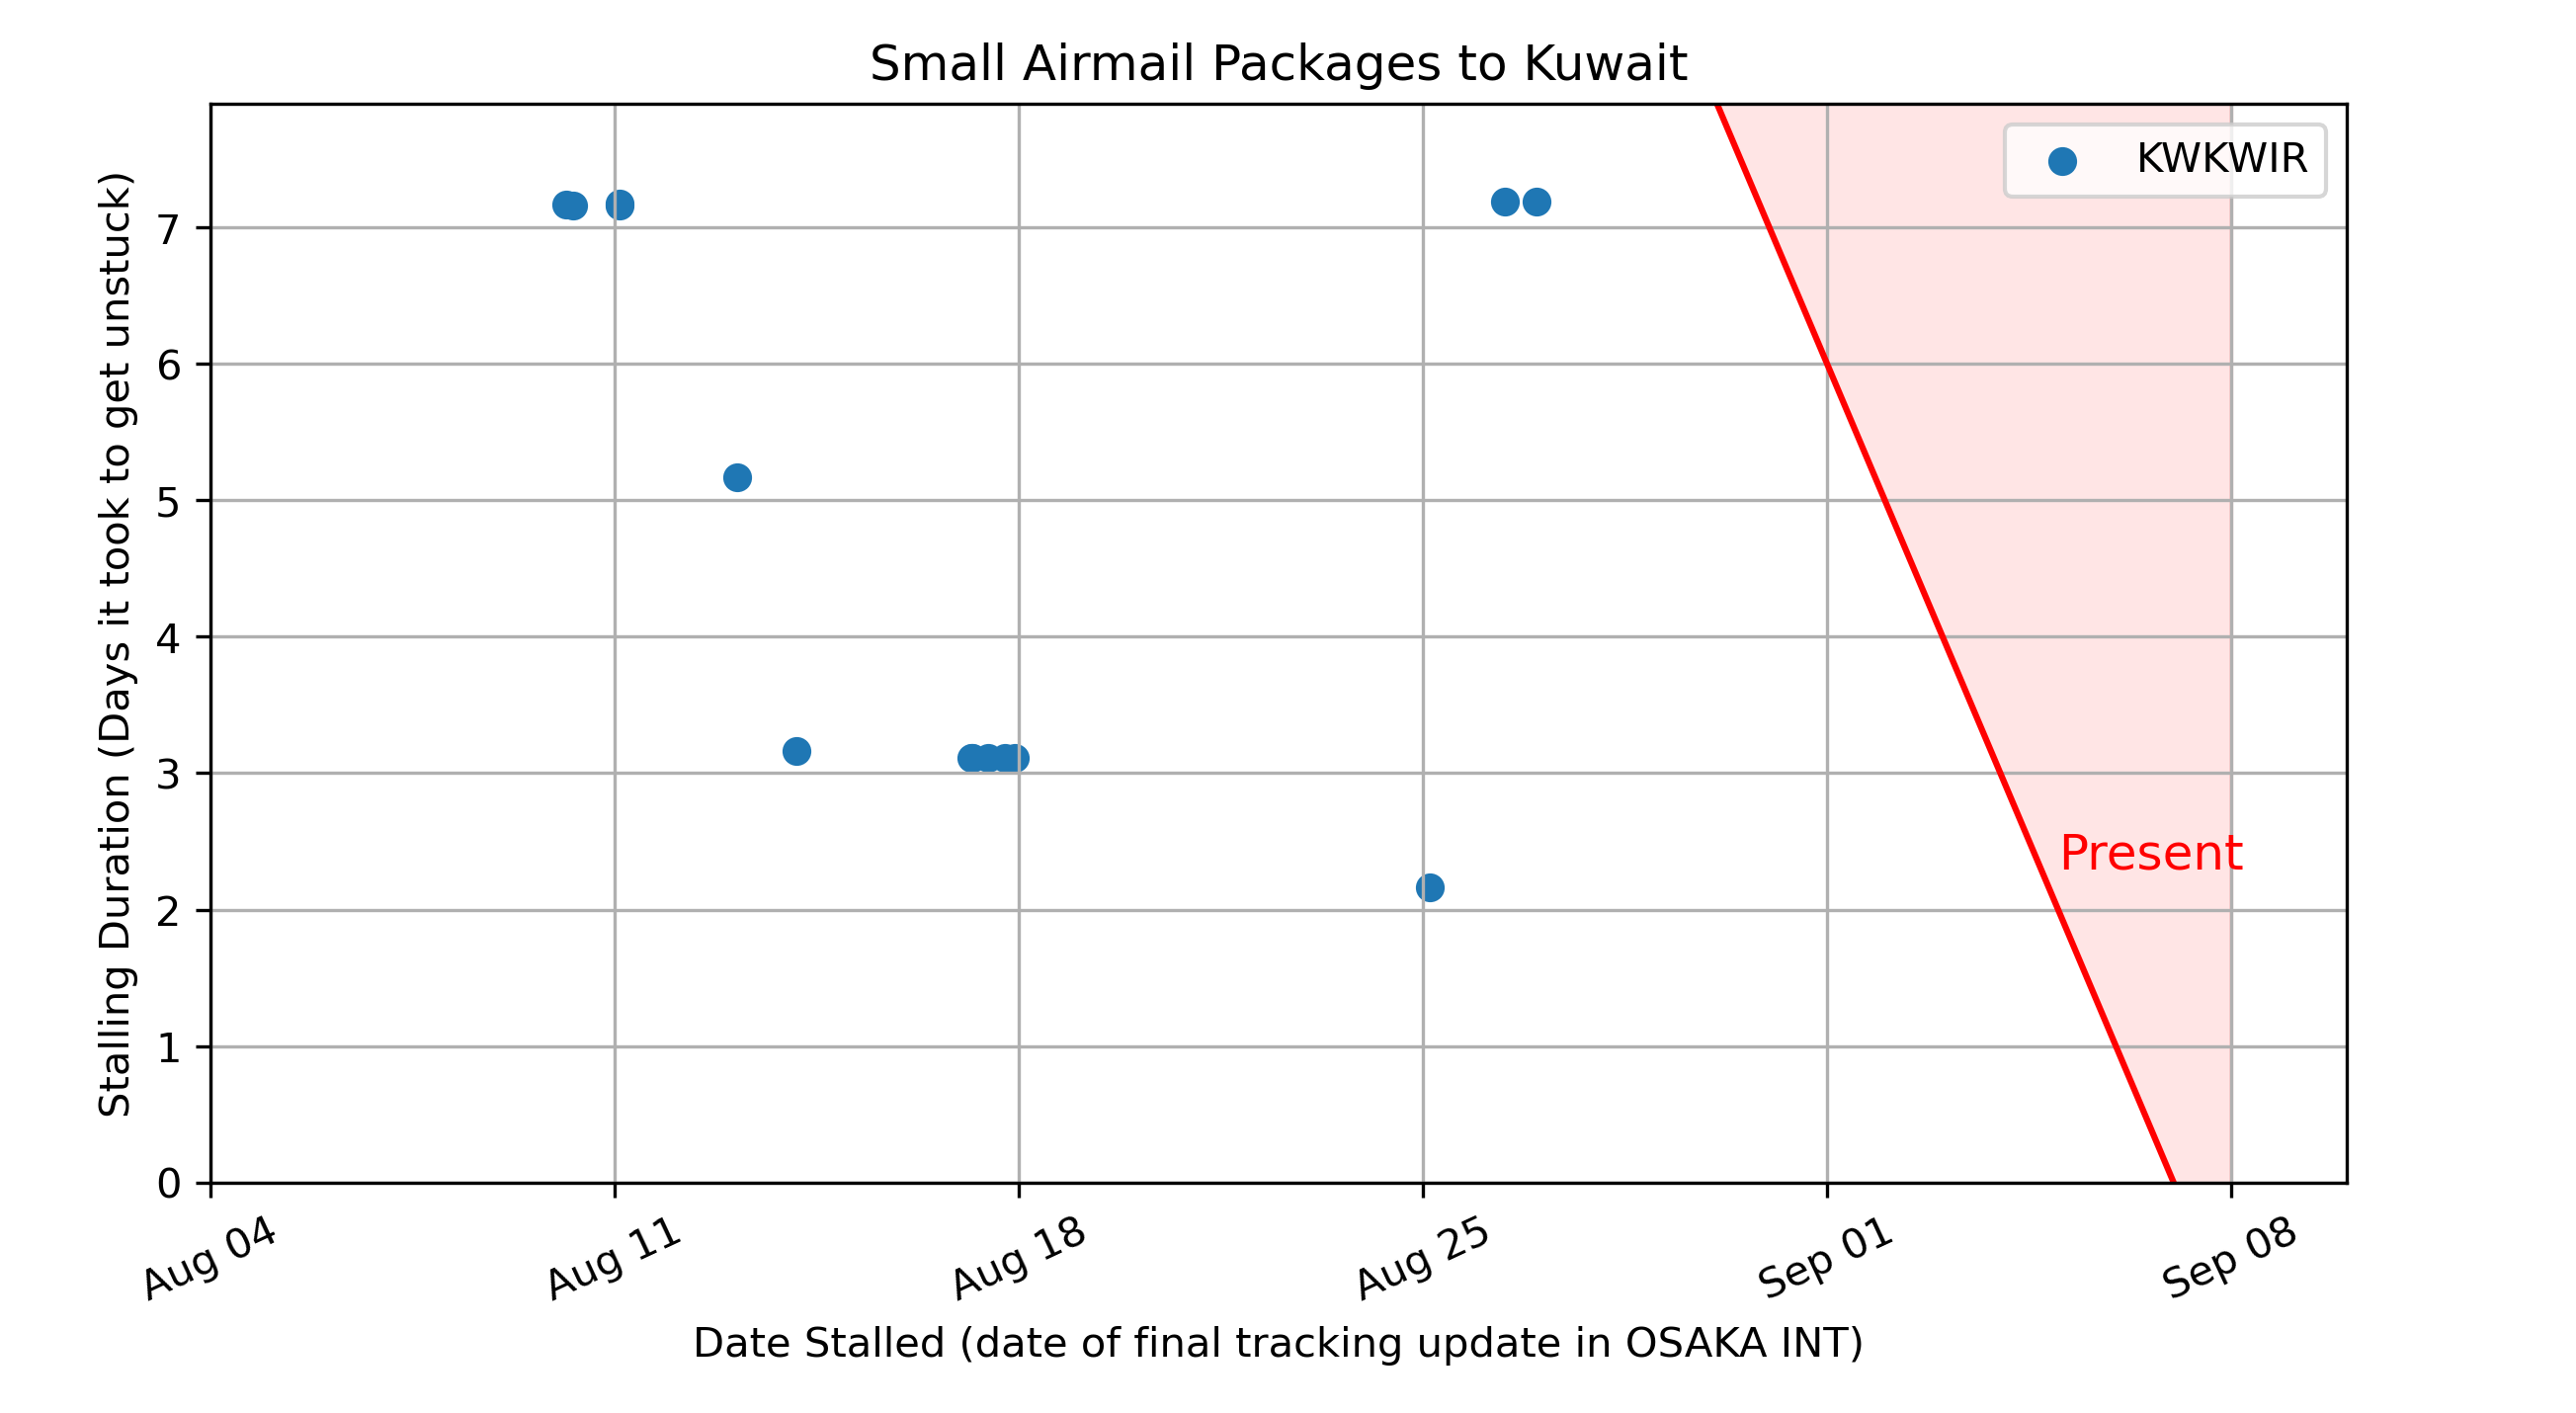 Small Airmail Packages to Kuwait
KWKWIR
Stalling Duration (Days it took to get unstuck)
7
6
5
4
3
2
1
0
Present
Aug 04
Aug 11
Aug 18
Aug 25
Sep 01
Sep 08
Date Stalled (date of final tracking update in OSAKA INT)